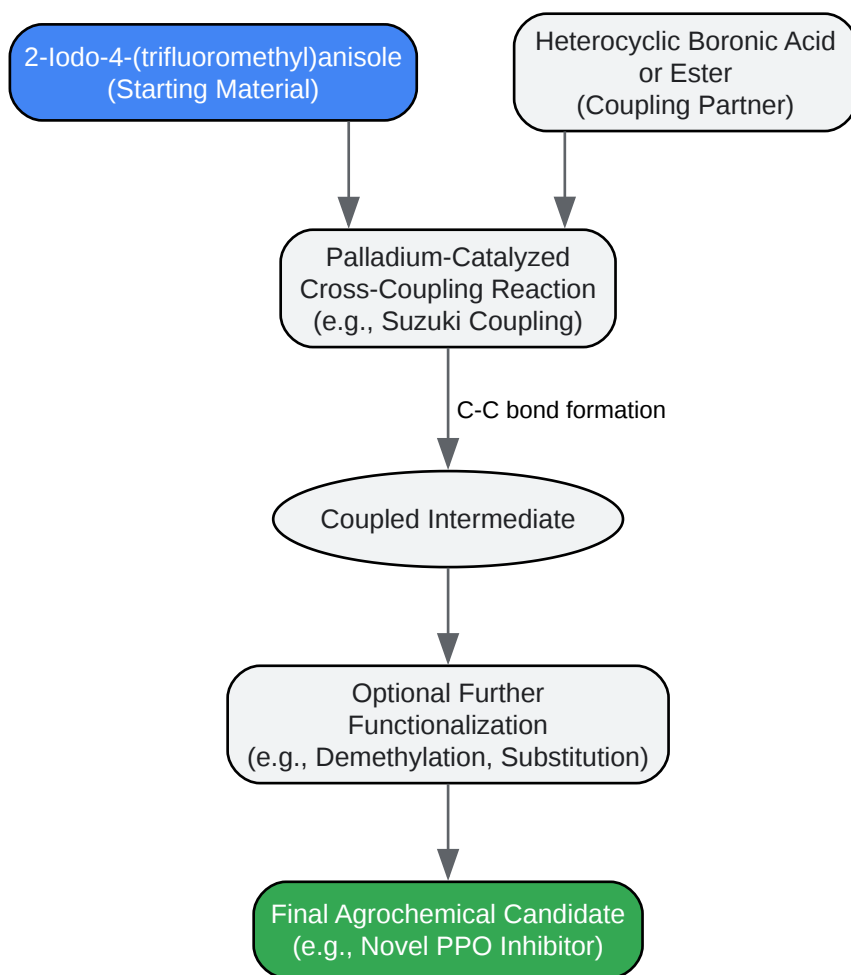 2-Iodo-4-(trifluoromethyl)anisole
(Starting Material)
Heterocyclic Boronic Acid
or Ester
(Coupling Partner)
Palladium-Catalyzed
Cross-Coupling Reaction
(e.g., Suzuki Coupling)
C-C bond formation
Coupled Intermediate
Optional Further
Functionalization
(e.g., Demethylation, Substitution)
Final Agrochemical Candidate
(e.g., Novel PPO Inhibitor)